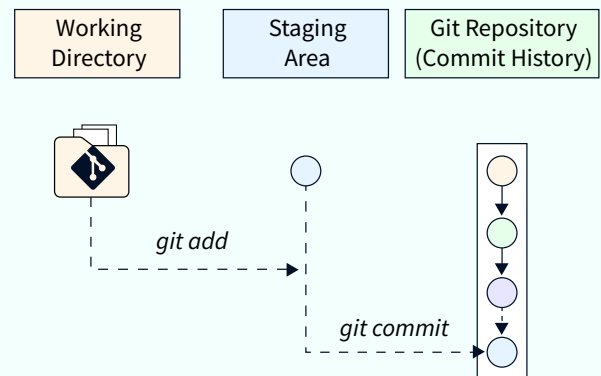 Working
Directory
Staging
Area
Git Repository
(Commit History)
git add
git commit